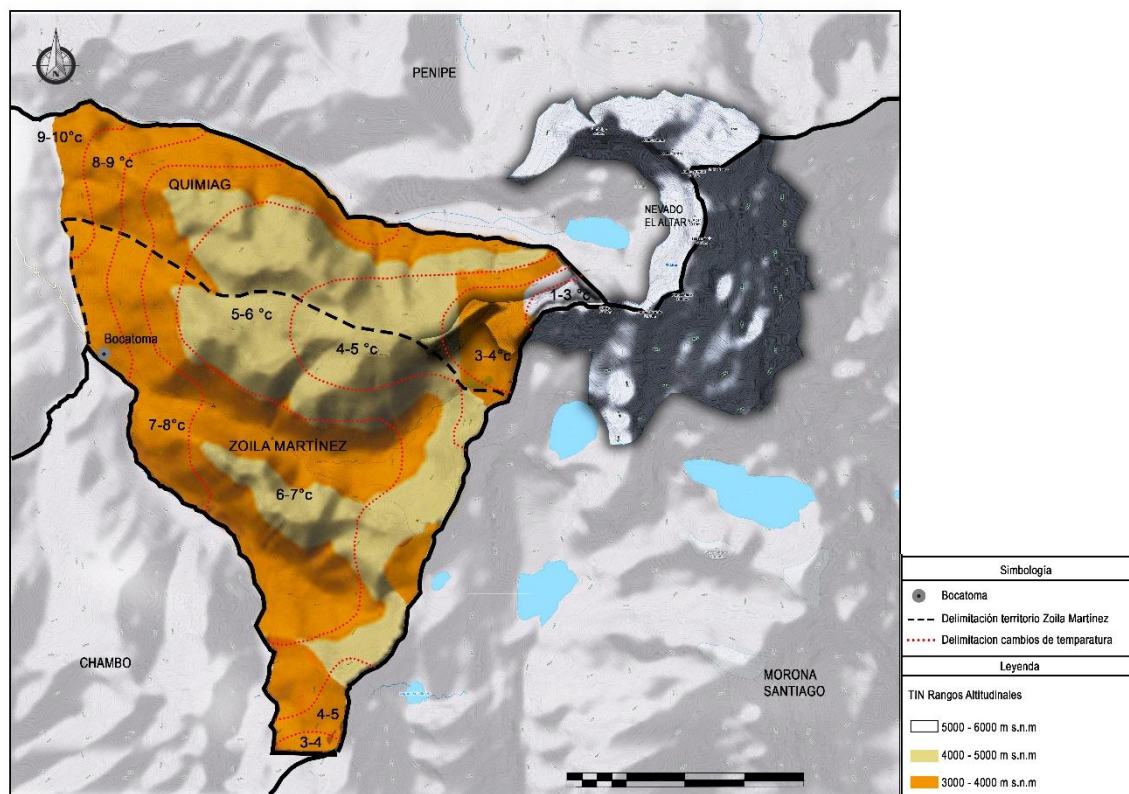 N
PENIPE
9-10°c
8-9 °c
QUIMIAG
NEVADO
EL ALTAR
1-3 °c
5-6 °c
4-5 °c
3-4°c
Bocatoma
7-8°c
ZOILA MARTÍNEZ
6-7°c
CHAMBO
MORONA
SANTIAGO
4-5
3-4
Simbología
Bocatoma
Delimitación territorio Zoila Martínez
Delimitacion cambios de temparatura
Leyenda
TIN Rangos Altitudinales
5000 - 6000 m s.n.m
4000 - 5000 m s.n.m
3000 - 4000 m s.n.m